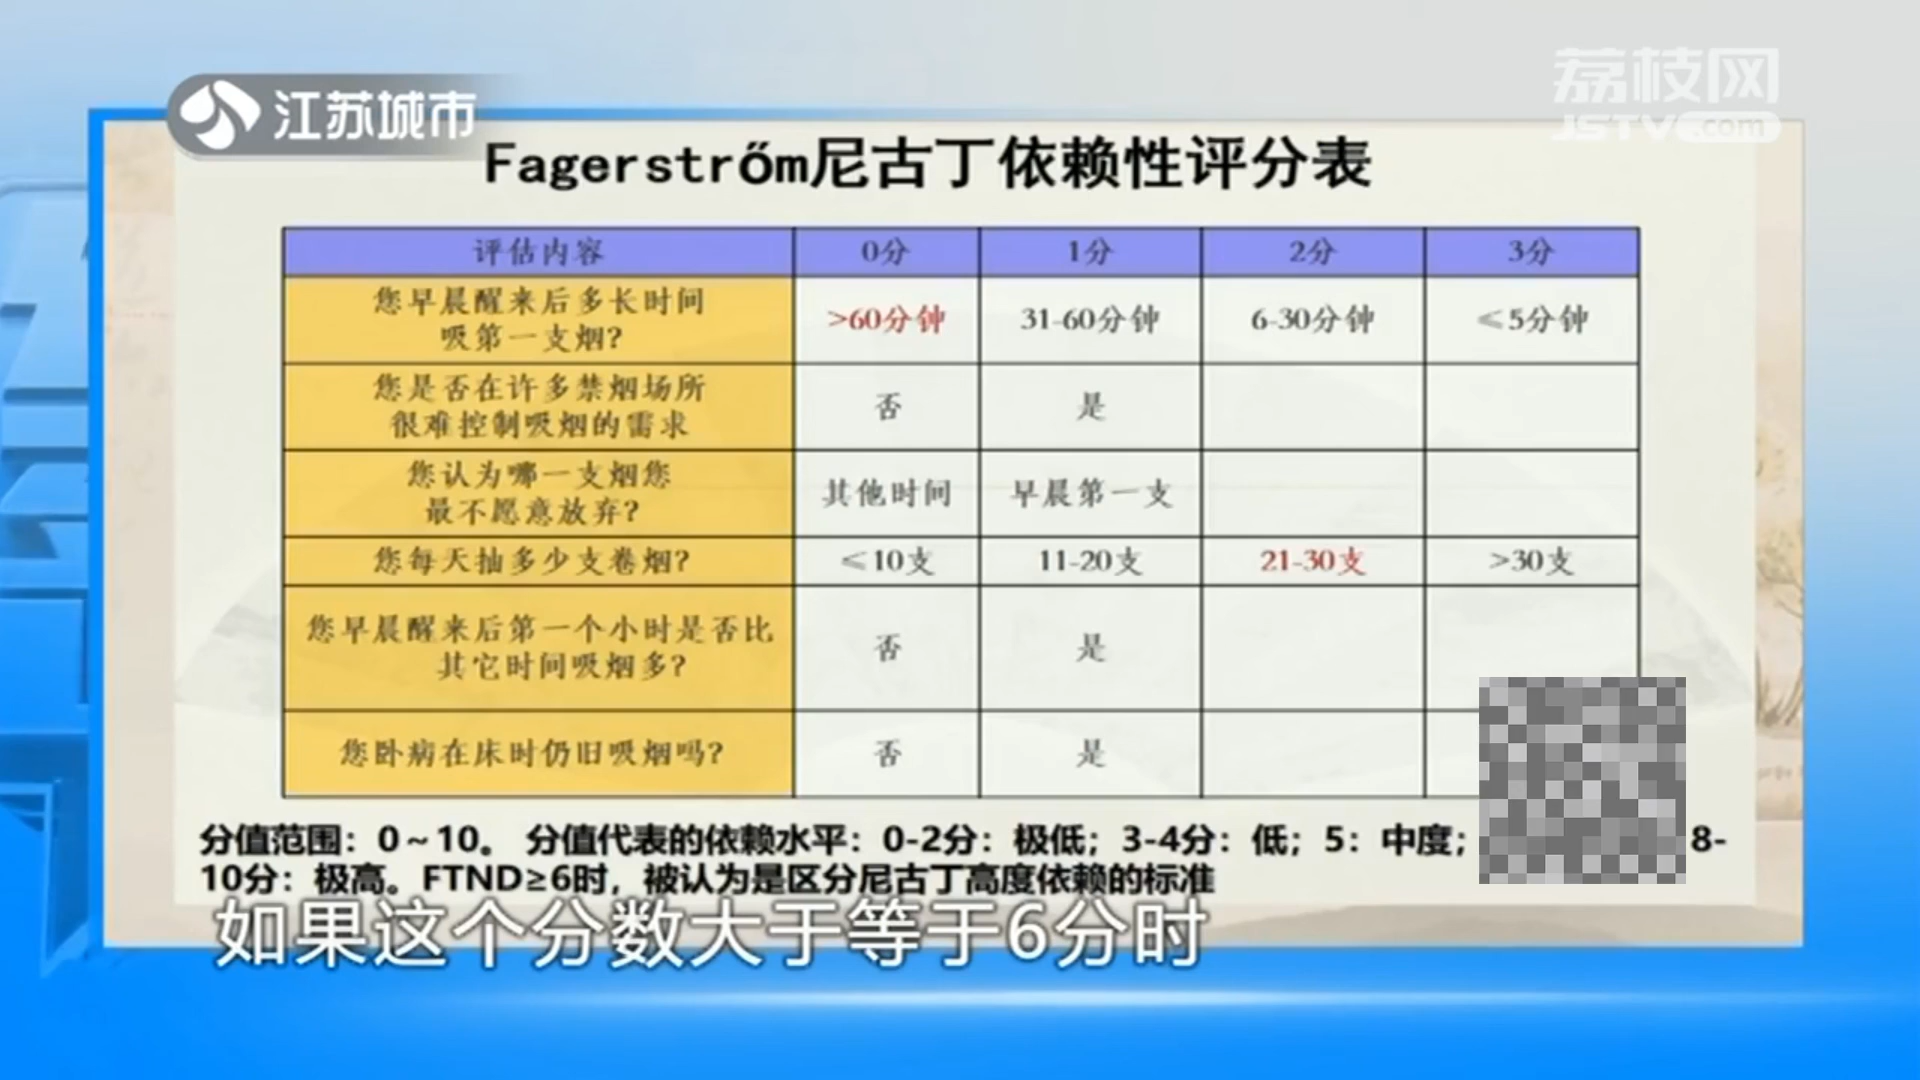 江苏城市
荔枝网
JSTV.com
Fagerstrőm尼古丁依赖性评分表
评估内容 0分 1分 2分 3分
您早晨醒来后多长时间
吸第一支烟? >60分钟 31-60分钟 6-30分钟 ≤5分钟
您是否在许多禁烟场所
很难控制吸烟的需求 否 是
您认为哪一支烟您
最不愿意放弃? 其他时间 早晨第一支
您每天抽多少支卷烟? ≤10支 11-20支 21-30支 >30支
您早晨醒来后第一个小时是否比
其它时间吸烟多? 否 是
您卧病在床时仍旧吸烟吗? 否 是
分值范围：0～10。 分值代表的依赖水平：0-2分：极低；3-4分：低；5：中度； 8-
10分：极高。FTND≥6时，被认为是区分尼古丁高度依赖的标准
如果这个分数大于等于6分时